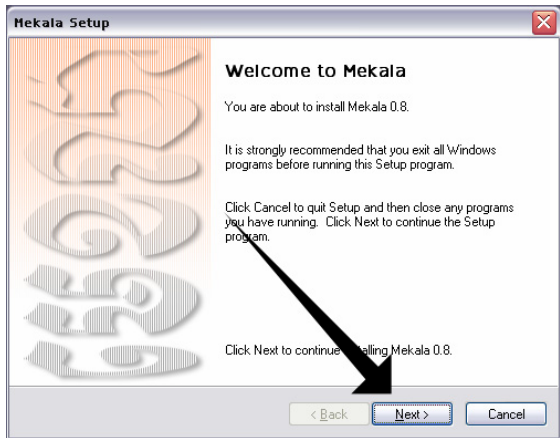 Mekala Setup
Welcome to Mekala
You are about to install Mekala 0.8.
It is strongly recommended that you exit all Windows
programs before running this Setup program.
Click Cancel to quit Setup and then close any programs
you have running. Click Next to continue the Setup
program.
Click Next to continue installing Mekala 0.8.
< Back
Next >
Cancel